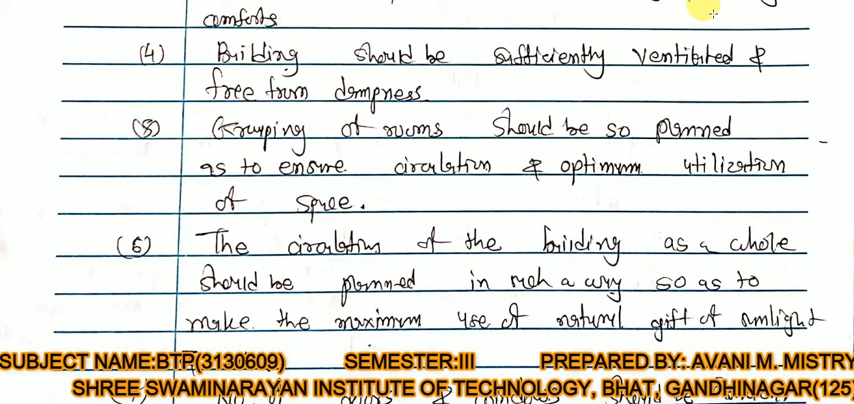 comforts
(4) Building should be sufficiently ventilated &
free from dampness
(5) Grouping of rooms should be so planned
as to ensure circulation & optimum utilization
of space.
(6) The circulation of the building as a whole
should be planned in such a way so as to
make the maximum use of natural gift of sunlight
SUBJECT NAME:BTP(3130609) SEMESTER:III PREPARED BY: AVANI M. MISTRY
SHREE SWAMINARAYAN INSTITUTE OF TECHNOLOGY, BHAT, GANDHINAGAR(125)